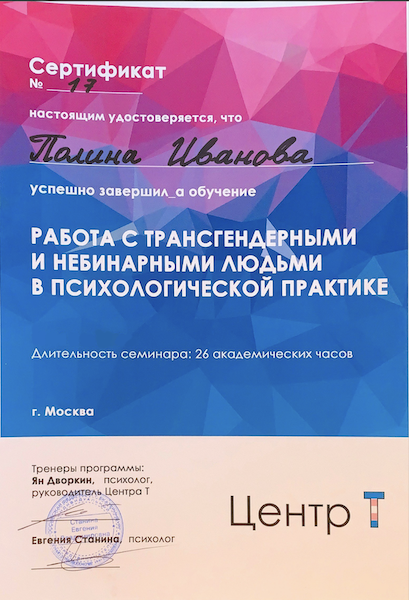 Сертификат
№ 17
настоящим удостоверяется, что
Полина Иванова
успешно завершил_а обучение
РАБОТА С ТРАНСГЕНДЕРНЫМИ
И НЕБИНАРНЫМИ ЛЮДЬМИ
В ПСИХОЛОГИЧЕСКОЙ ПРАКТИКЕ
Длительность семинара: 26 академических часов
г. Москва
Тренеры программы:
Ян Дворкин, психолог,
руководитель Центра Т
Станина
Евгения
Евгения Станина, психолог
Центр Т